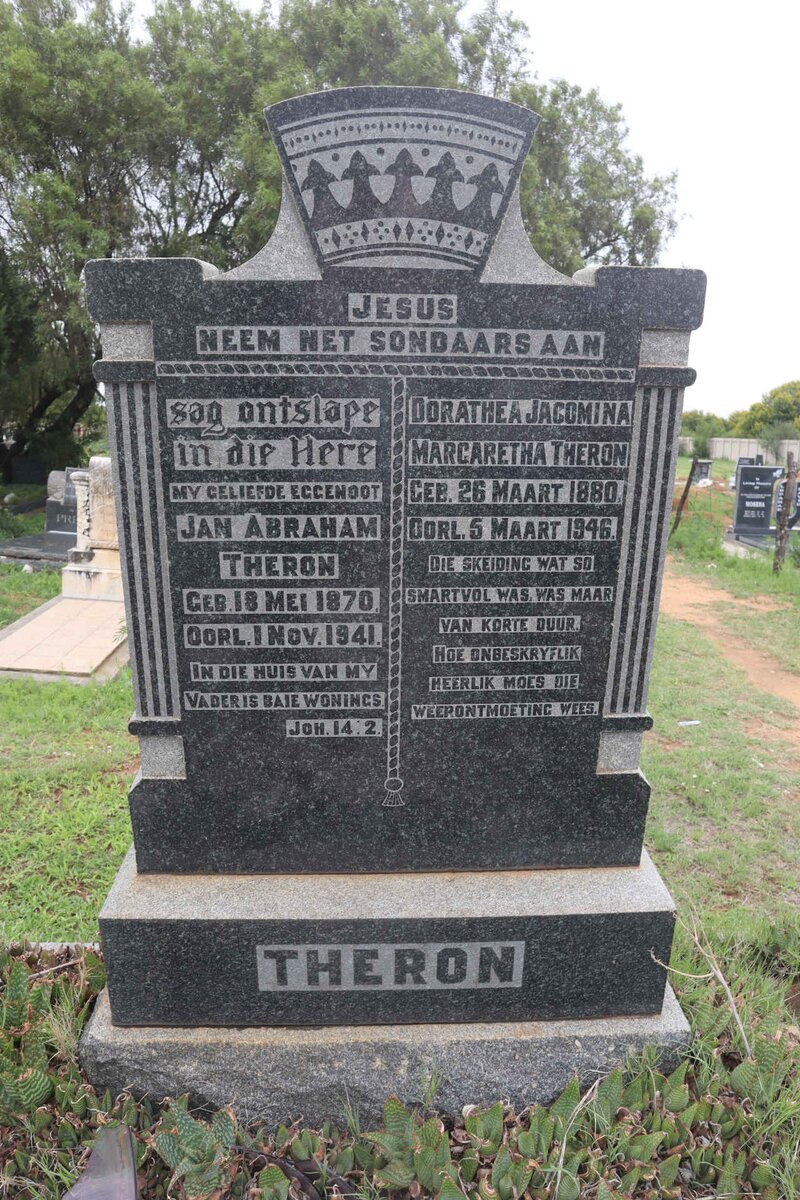 JESUS
NEEM NET SONDAARS AAN
sag ontslape
in die Here
MY GELIEFDE EGGENOOT
JAN ABRAHAM
THERON
GEB. 18 MEI 1870.
OORL. 1 NOV. 1941.
IN DIE HUIS VAN MY
VADER IS BAIE WONINGS
JOH. 14:2
DORATHEA JACOMINA
MARGARETHA THERON
GEB. 26 MAART 1880.
OORL. 5 MAART 1946.
DIE SKEIDING WAT SO
SMARTVOL WAS, WAS MAAR
VAN KORTE DUUR.
HOE ONBESKRYFLIK
HEERLIK MOES DIE
WEERONTMOETING WEES.
THERON